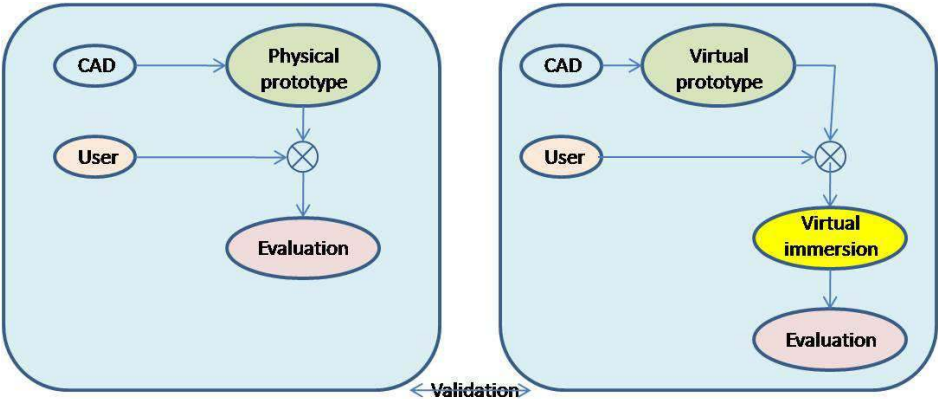 CAD
Physical
prototype
User
Evaluation
CAD
Virtual
prototype
User
Virtual
immersion
Evaluation
Validation